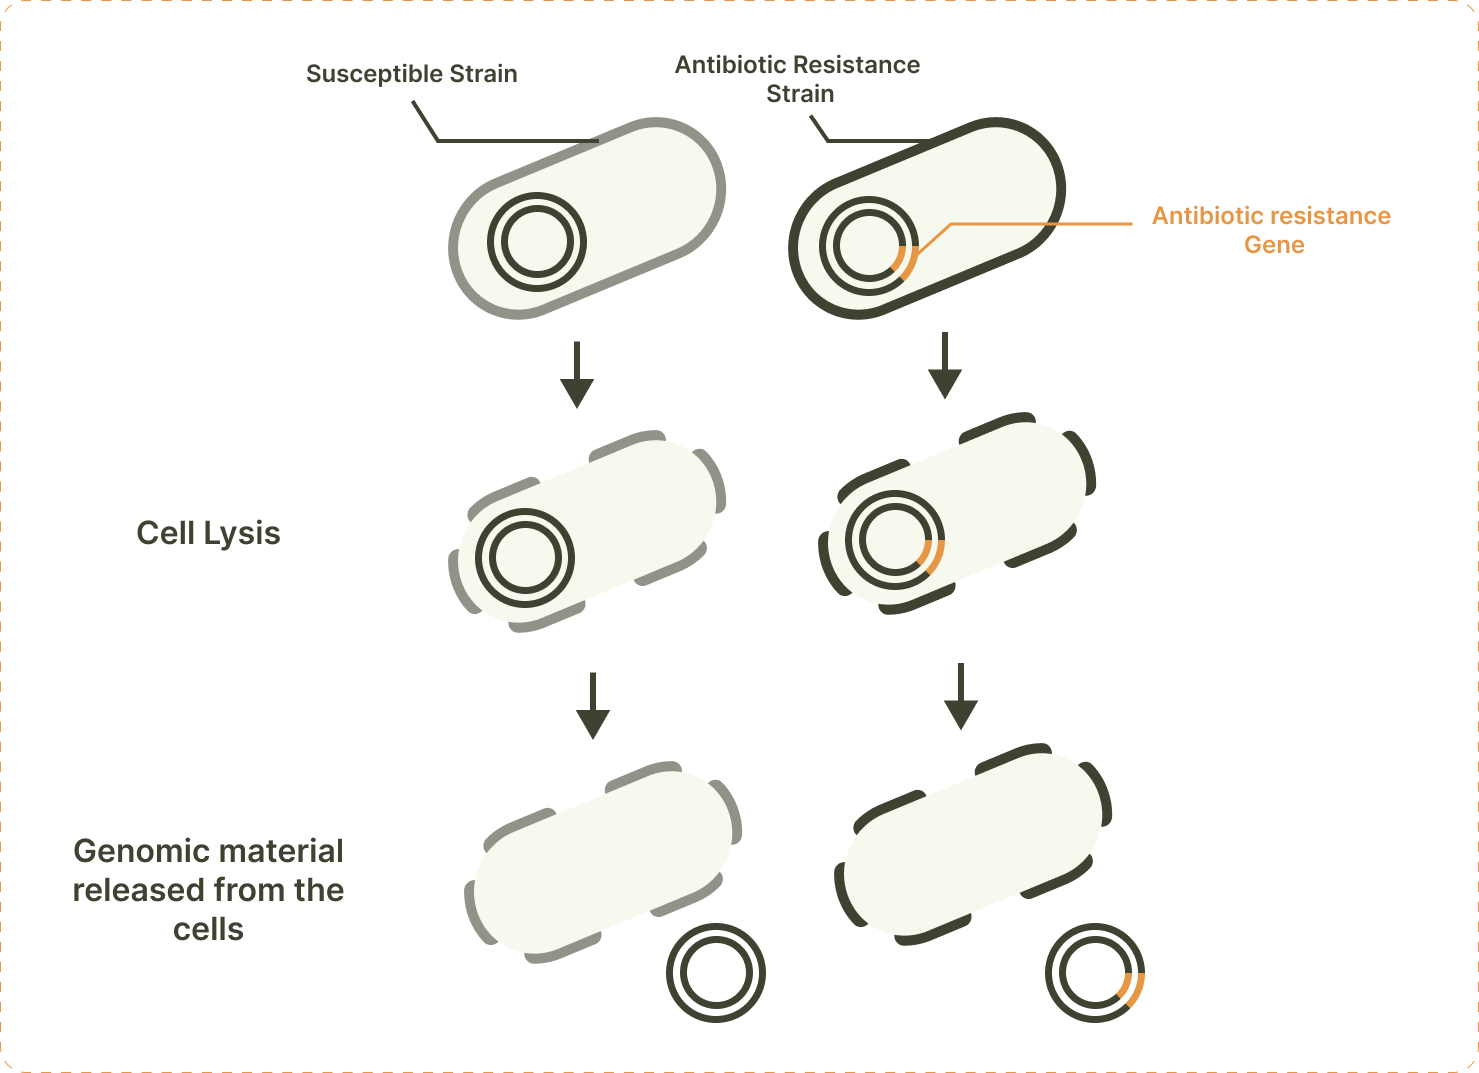 Susceptible Strain
Antibiotic Resistance
Strain
Antibiotic resistance
Gene
Cell Lysis
Genomic material
released from the
cells